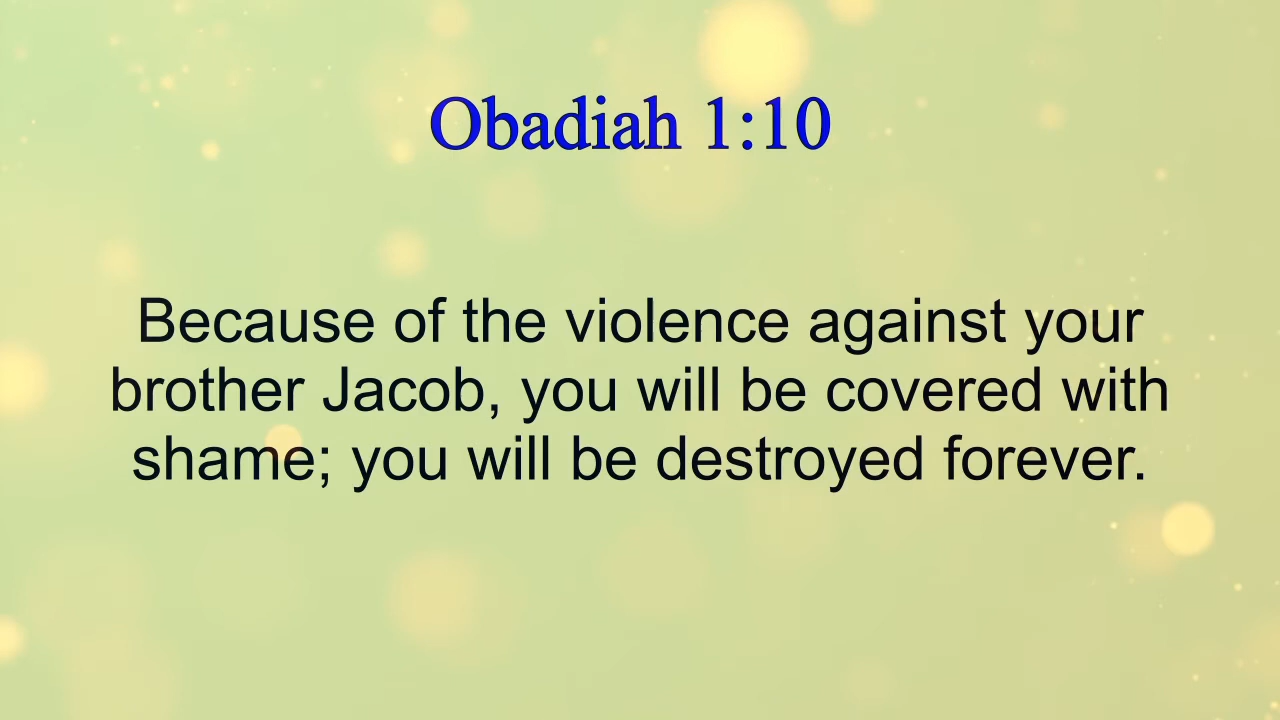 Obadiah 1:10
Because of the violence against your
brother Jacob, you will be covered with
shame; you will be destroyed forever.